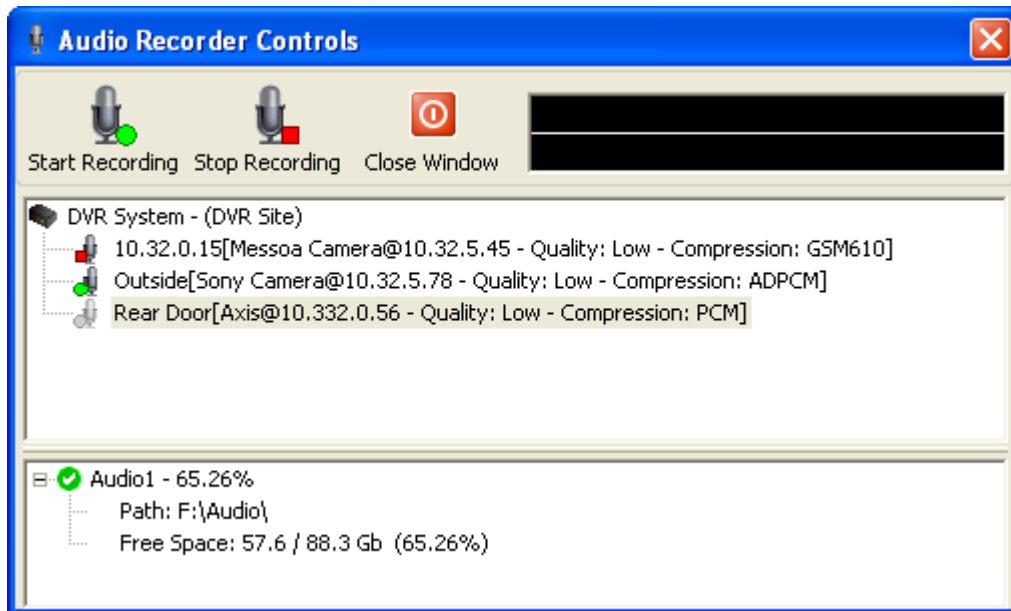 Audio Recorder Controls
Start Recording Stop Recording Close Window
DVR System - (DVR Site)
10.32.0.15[Messoa Camera@10.32.5.45 - Quality: Low - Compression: GSM610]
Outside[Sony Camera@10.32.5.78 - Quality: Low - Compression: ADPCM]
Rear Door[Axis@10.332.0.56 - Quality: Low - Compression: PCM]
Audio1 - 65.26%
Path: F:\Audio\
Free Space: 57.6 / 88.3 Gb (65.26%)